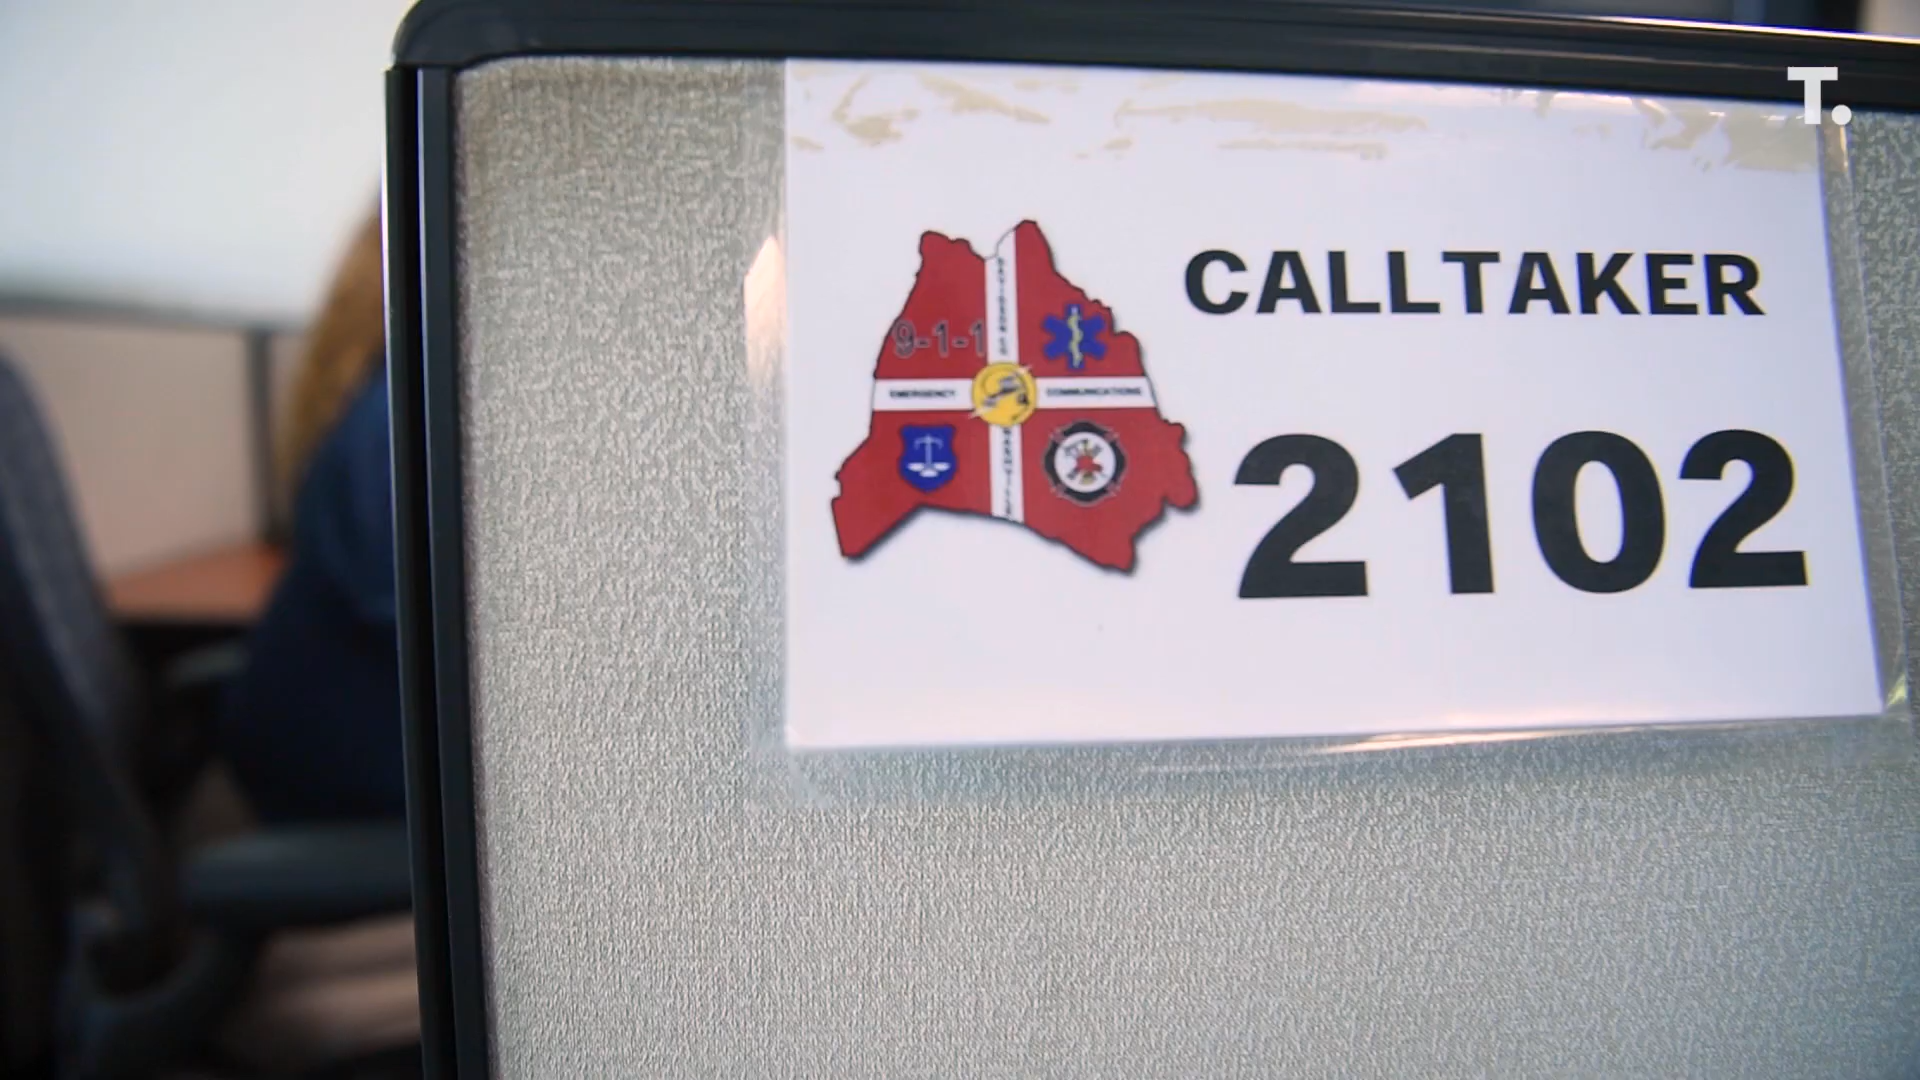 T.
CALLTAKER
2102
9-1-1
EMERGENCY
COMMUNICATIONS